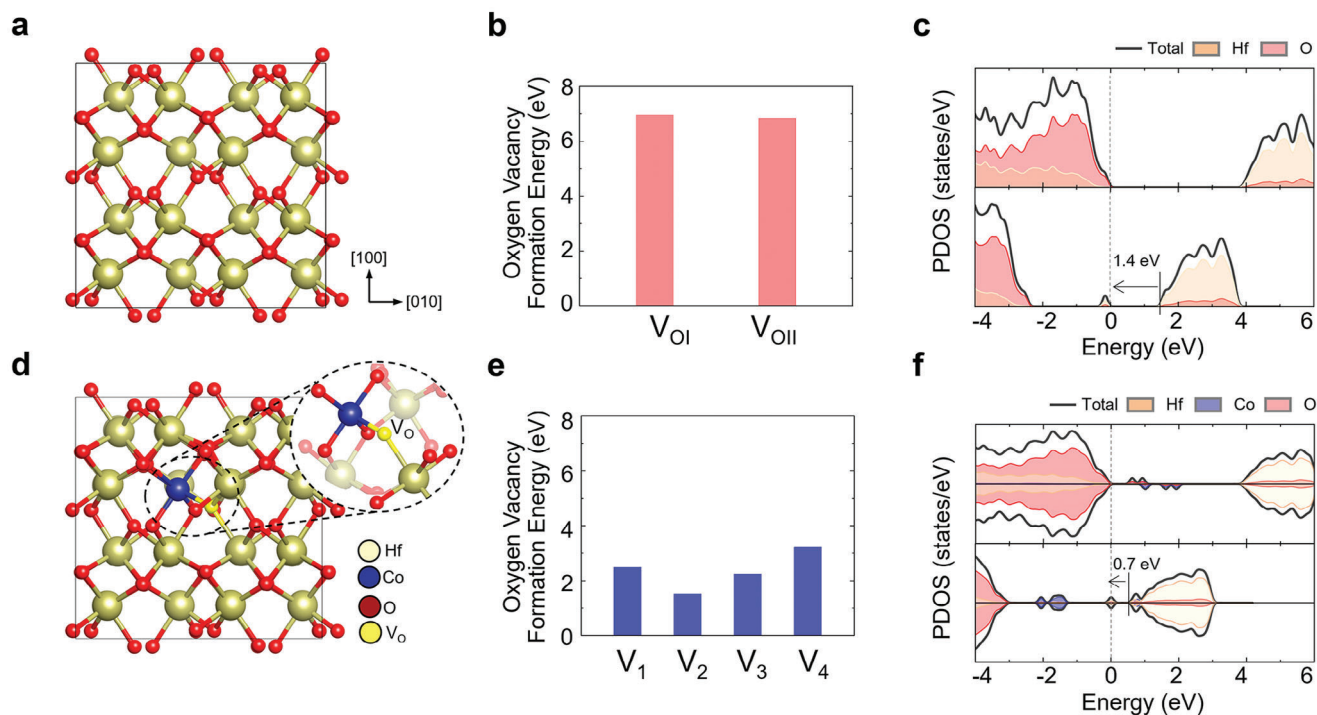 a
[100]
[010]
b
Oxygen Vacancy
Formation Energy (eV)
8
6
4
2
0
V_OI
V_OII
c
Total Hf O
PDOS (states/eV)
1.4 eV
-4 -2 0 2 4 6
Energy (eV)
d
V_O
Hf
Co
O
V_O
e
Oxygen Vacancy
Formation Energy (eV)
8
6
4
2
0
V_1 V_2 V_3 V_4
f
Total Hf Co O
PDOS (states/eV)
0.7 eV
-4 -2 0 2 4 6
Energy (eV)